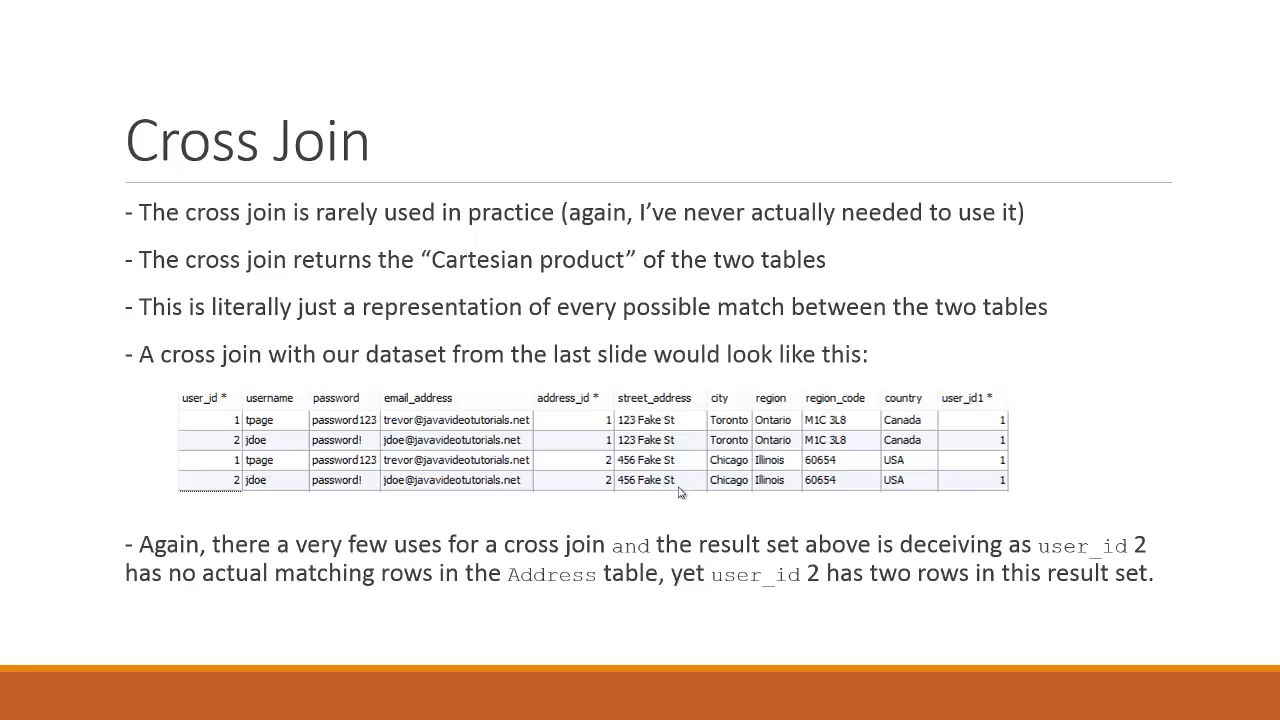 Cross Join
- The cross join is rarely used in practice (again, I’ve never actually needed to use it)
- The cross join returns the “Cartesian product” of the two tables
- This is literally just a representation of every possible match between the two tables
- A cross join with our dataset from the last slide would look like this:
user_id * username password email_address address_id * street_address city region region_code country user_id1 *
1 tpage password123 trevor@javavideotutorials.net 1 123 Fake St Toronto Ontario M1C 3L8 Canada 1
2 jdoe password! jdoe@javavideotutorials.net 1 123 Fake St Toronto Ontario M1C 3L8 Canada 1
1 tpage password123 trevor@javavideotutorials.net 2 456 Fake St Chicago Illinois 60654 USA 1
2 jdoe password! jdoe@javavideotutorials.net 2 456 Fake St Chicago Illinois 60654 USA 1
- Again, there a very few uses for a cross join and the result set above is deceiving as user_id 2
has no actual matching rows in the Address table, yet user_id 2 has two rows in this result set.